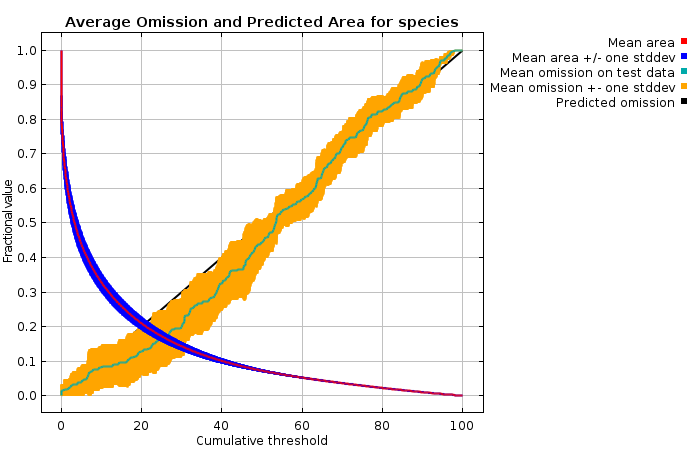 Average Omission and Predicted Area for species
Mean area
Mean area +/- one stddev
Mean omission on test data
Mean omission +- one stddev
Predicted omission
Fractional value
1.0
0.9
0.8
0.7
0.6
0.5
0.4
0.3
0.2
0.1
0.0
0 20 40 60 80 100
Cumulative threshold